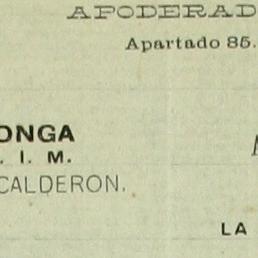 APODERAD
Apartado 85.
ONGA
. I. M.
CALDERON.
LA